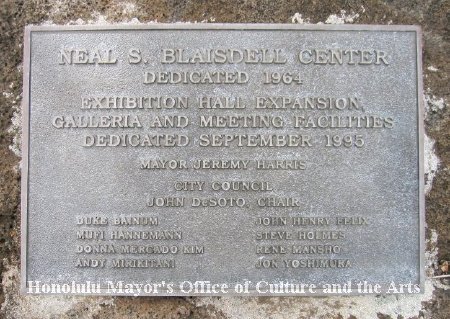 NEAL S. BLAISDELL CENTER
DEDICATED 1964
EXHIBITION HALL EXPANSION,
GALLERIA AND MEETING FACILITIES
DEDICATED SEPTEMBER 1995
MAYOR JEREMY HARRIS
CITY COUNCIL
JOHN DESOTO, CHAIR
DUKE BAINUM JOHN HENRY FELIX
MUFI HANNEMANN STEVE HOLMES
DONNA MERCADO KIM RENE MANSHO
ANDY MIRIKITANI JON YOSHIMURA
Honolulu Mayor's Office of Culture and the Arts